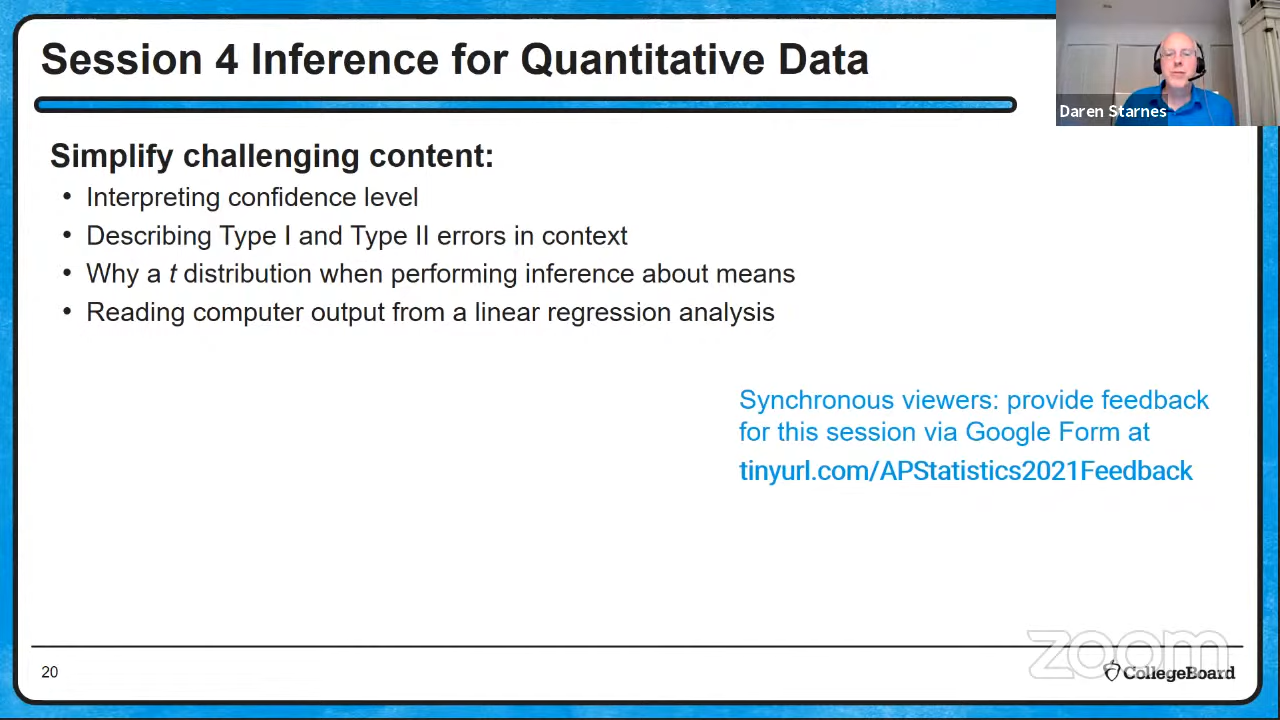 Session 4 Inference for Quantitative Data
Daren Starnes
Simplify challenging content:
• Interpreting confidence level
• Describing Type I and Type II errors in context
• Why a t distribution when performing inference about means
• Reading computer output from a linear regression analysis
Synchronous viewers: provide feedback
for this session via Google Form at
tinyurl.com/APStatistics2021Feedback
zoom
20
CollegeBoard